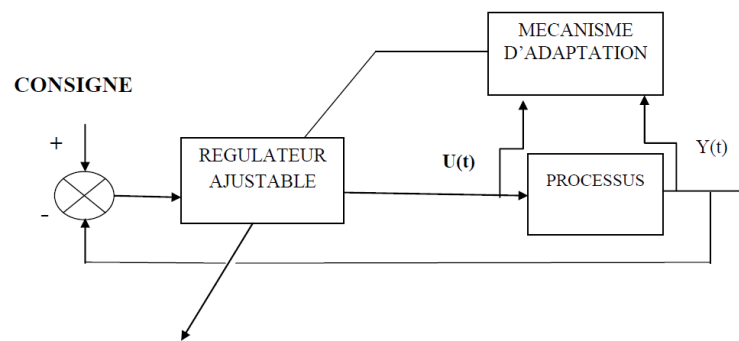 MECANISME
D'ADAPTATION
CONSIGNE
+
REGULATEUR
AJUSTABLE
U(t)
Y(t)
PROCESSUS
-